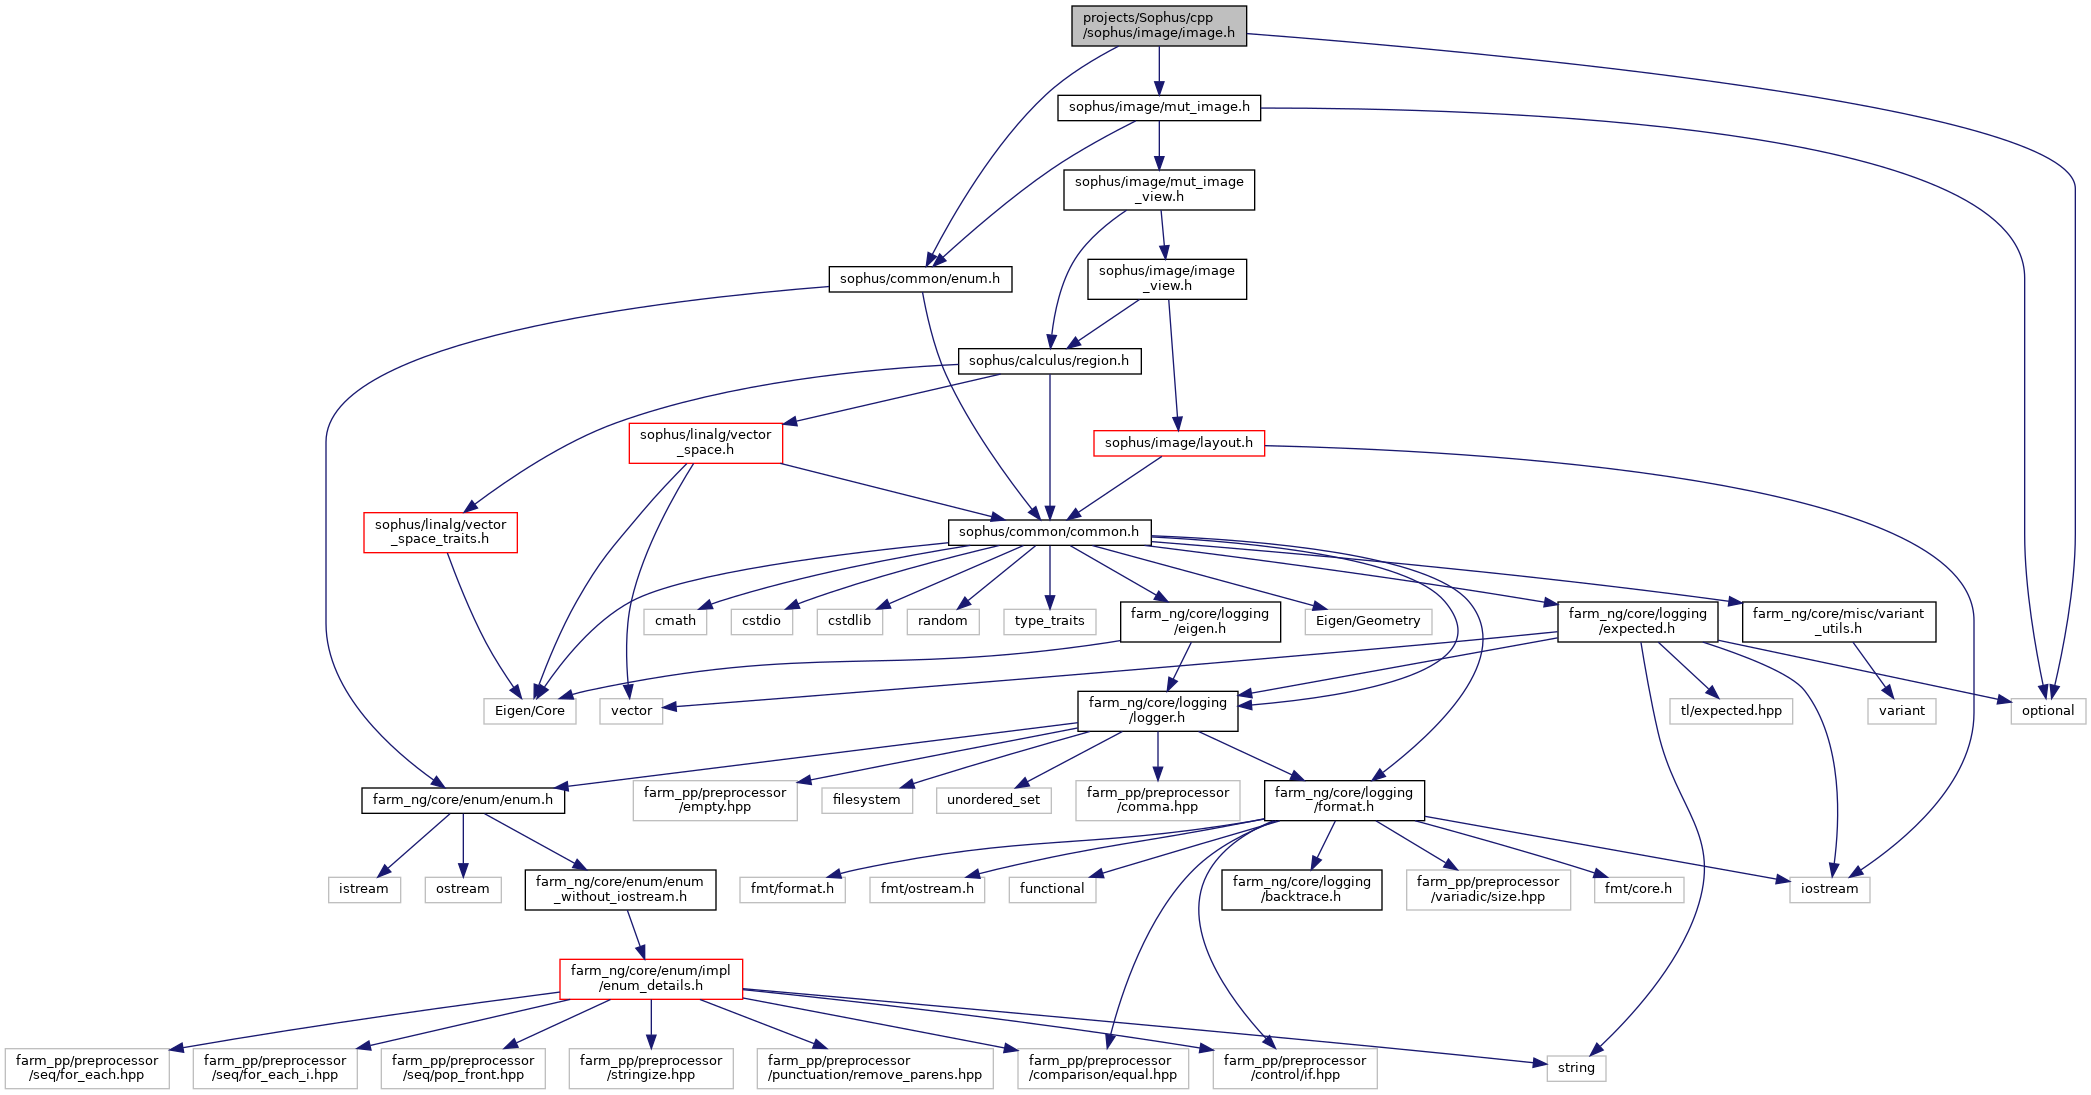 projects/Sophus/cpp
/sophus/image/image.h
sophus/image/mut_image.h
sophus/image/mut_image
_view.h
sophus/common/enum.h
sophus/image/image
_view.h
sophus/calculus/region.h
sophus/linalg/vector
_space.h
sophus/image/layout.h
sophus/linalg/vector
_space_traits.h
sophus/common/common.h
cmath
cstdio
cstdlib
random
type_traits
farm_ng/core/logging
/eigen.h
Eigen/Geometry
farm_ng/core/logging
/expected.h
farm_ng/core/misc/variant
_utils.h
Eigen/Core
vector
farm_ng/core/logging
/logger.h
tl/expected.hpp
variant
optional
farm_ng/core/enum/enum.h
farm_pp/preprocessor
/empty.hpp
filesystem
unordered_set
farm_pp/preprocessor
/comma.hpp
farm_ng/core/logging
/format.h
istream
ostream
farm_ng/core/enum/enum
_without_iostream.h
fmt/format.h
fmt/ostream.h
functional
farm_ng/core/logging
/backtrace.h
farm_pp/preprocessor
/variadic/size.hpp
fmt/core.h
iostream
farm_ng/core/enum/impl
/enum_details.h
farm_pp/preprocessor
/seq/for_each.hpp
farm_pp/preprocessor
/seq/for_each_i.hpp
farm_pp/preprocessor
/seq/pop_front.hpp
farm_pp/preprocessor
/stringize.hpp
farm_pp/preprocessor
/punctuation/remove_parens.hpp
farm_pp/preprocessor
/comparison/equal.hpp
farm_pp/preprocessor
/control/if.hpp
string